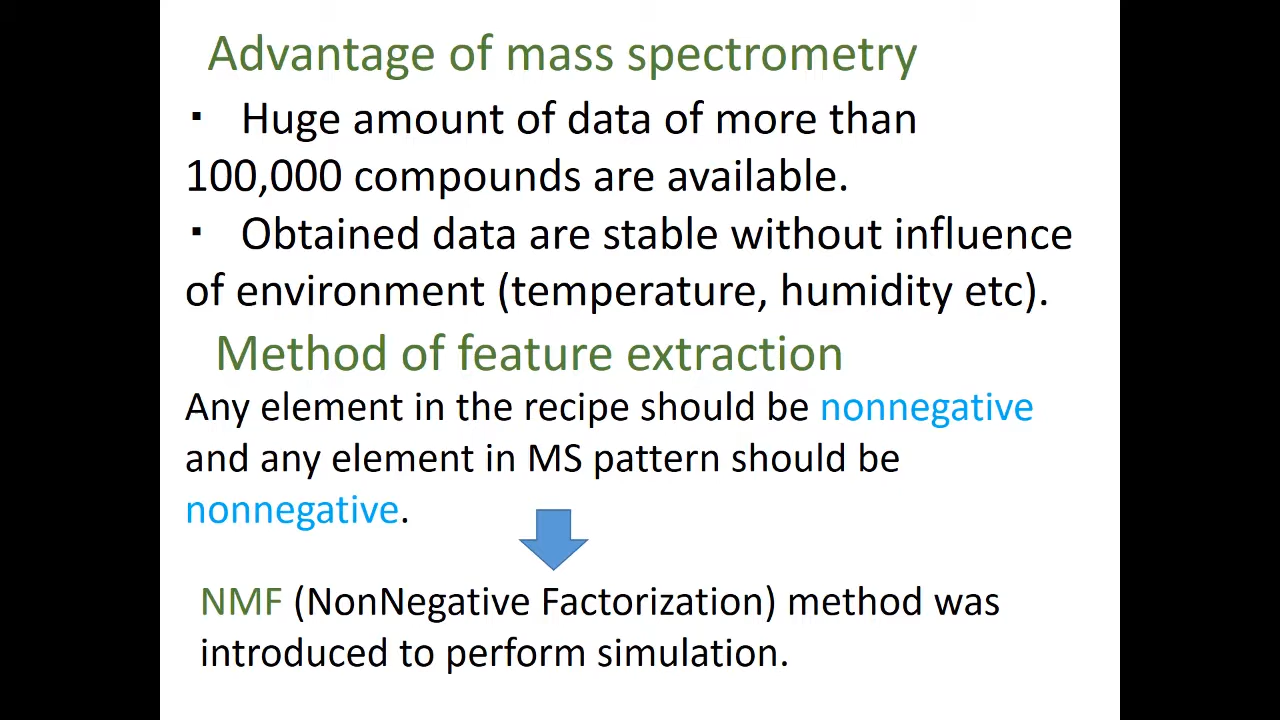 Advantage of mass spectrometry
・ Huge amount of data of more than
100,000 compounds are available.
・ Obtained data are stable without influence
of environment (temperature, humidity etc).
Method of feature extraction
Any element in the recipe should be nonnegative
and any element in MS pattern should be
nonnegative.
NMF (NonNegative Factorization) method was
introduced to perform simulation.